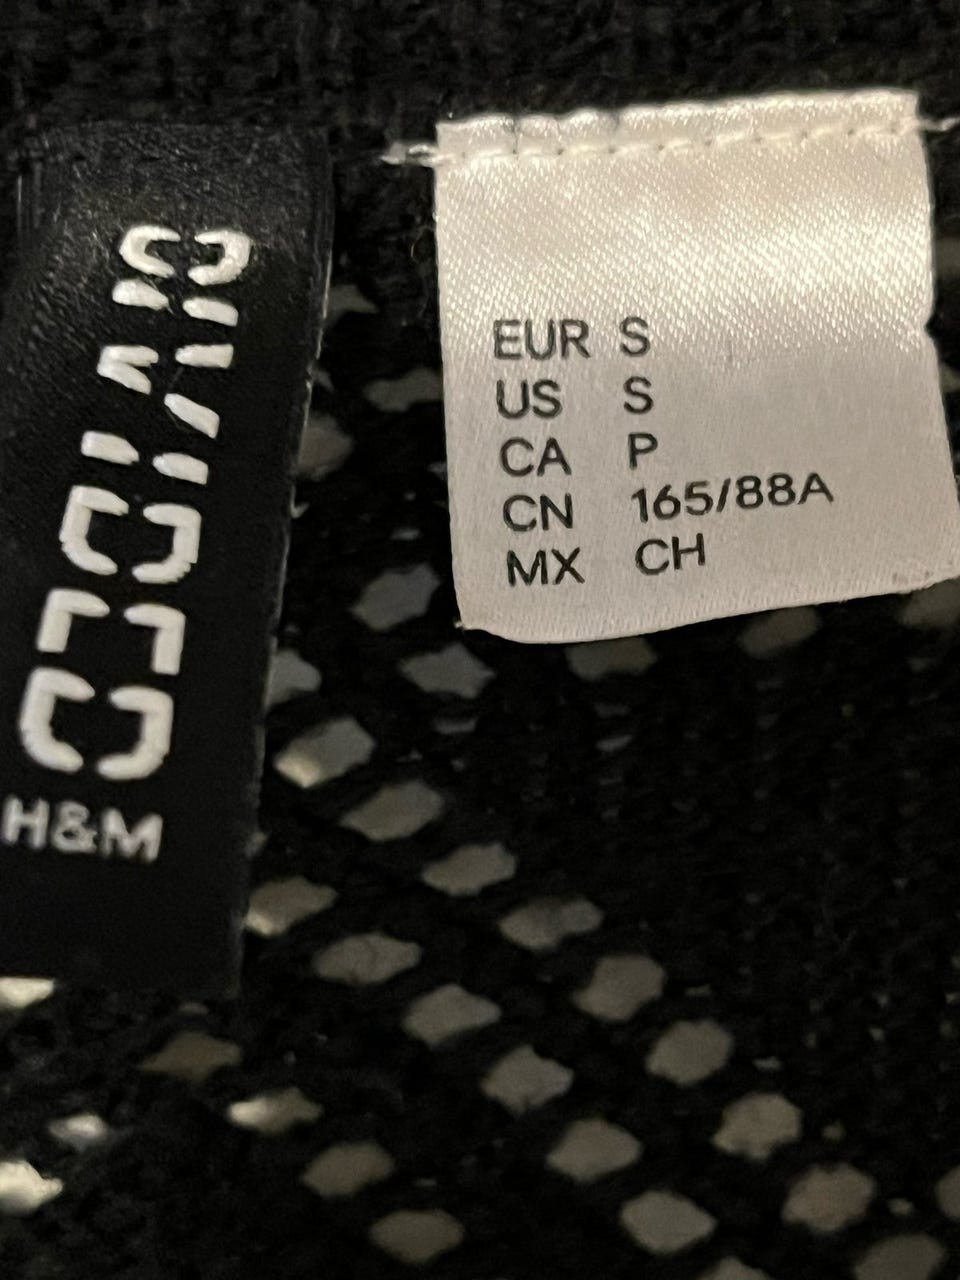 DIVIDED
H&M
EUR S
US S
CA P
CN 165/88A
MX CH